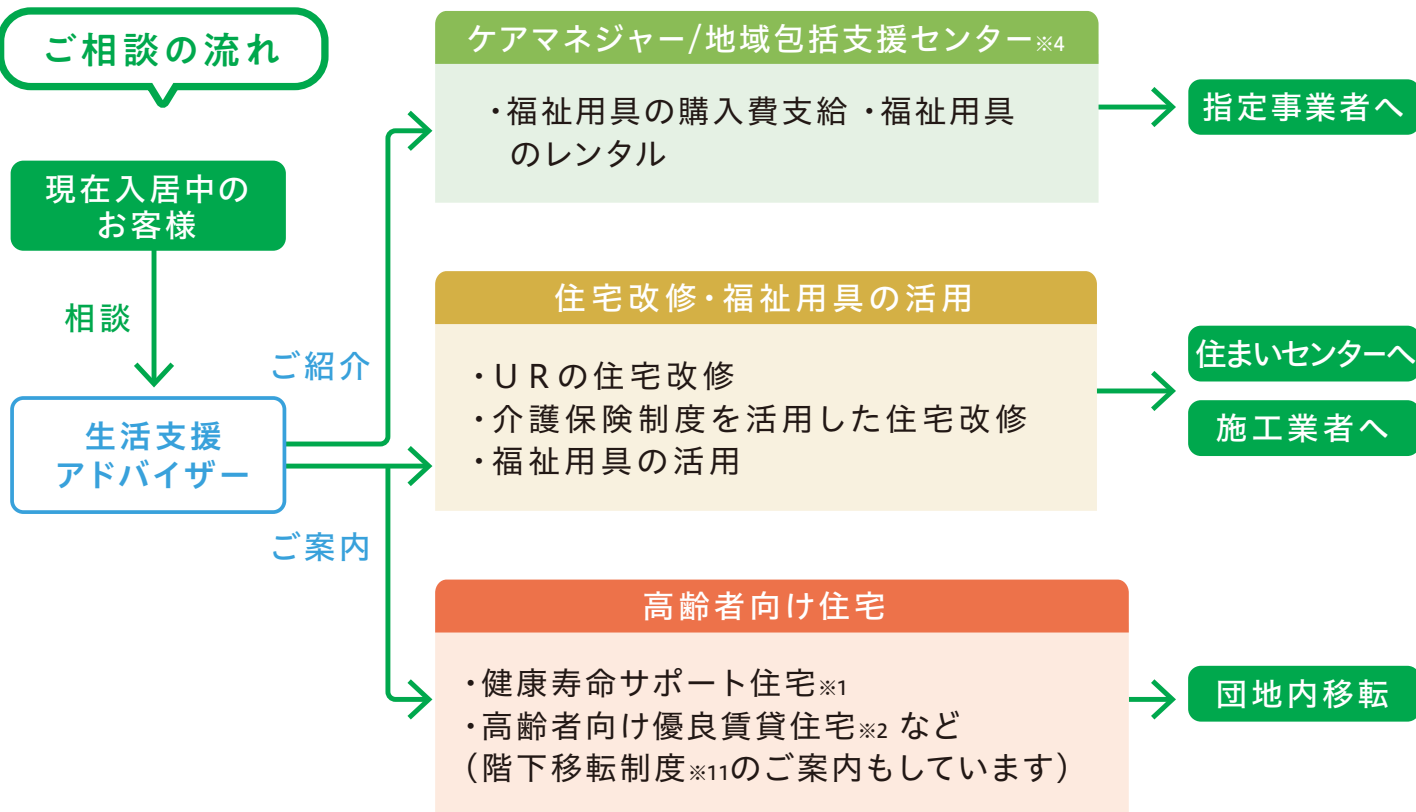 ご相談の流れ
現在入居中の
お客様
相談
生活支援
アドバイザー
ご紹介
ご案内
ケアマネジャー/地域包括支援センター※4
・福祉用具の購入費支給 ・福祉用具
のレンタル
指定事業者へ
住宅改修・福祉用具の活用
・URの住宅改修
・介護保険制度を活用した住宅改修
・福祉用具の活用
住まいセンターへ
施工業者へ
高齢者向け住宅
・健康寿命サポート住宅※1
・高齢者向け優良賃貸住宅※2 など
（階下移転制度※11のご案内もしています）
団地内移転